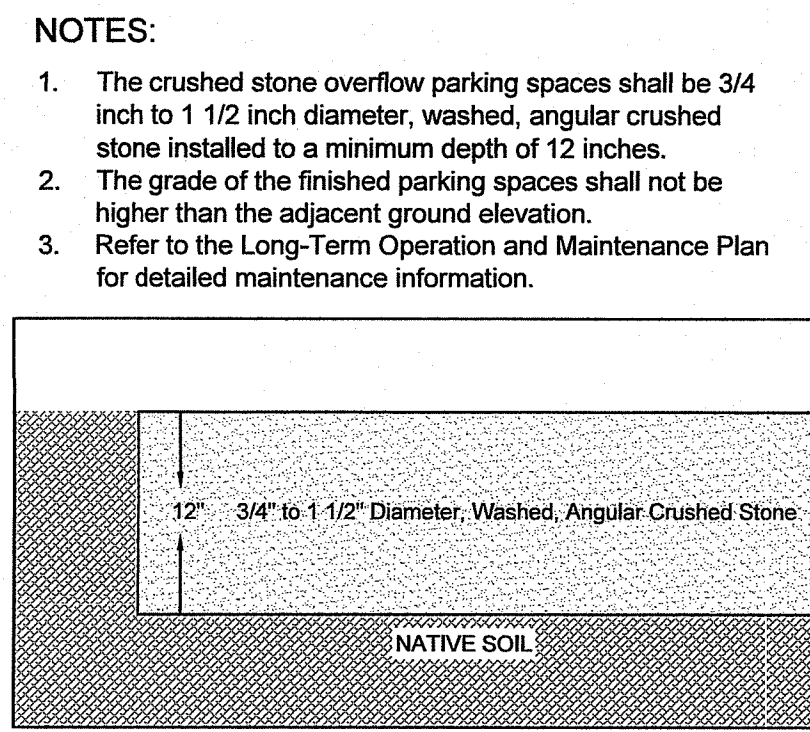 NOTES:
1. The crushed stone overflow parking spaces shall be 3/4
inch to 1 1/2 inch diameter, washed, angular crushed
stone installed to a minimum depth of 12 inches.
2. The grade of the finished parking spaces shall not be
higher than the adjacent ground elevation.
3. Refer to the Long-Term Operation and Maintenance Plan
for detailed maintenance information.
12" 3/4" to 1 1/2" Diameter, Washed, Angular Crushed Stone
NATIVE SOIL